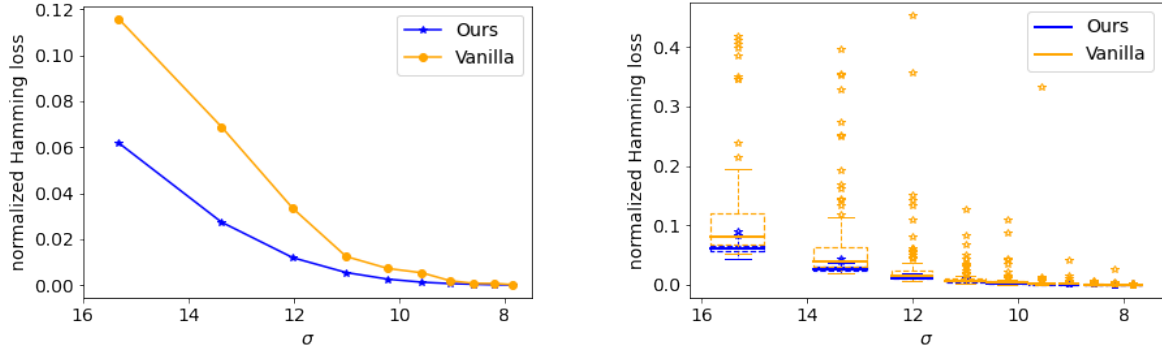 normalized Hamming loss
0.12
0.10
0.08
0.06
0.04
0.02
0.00
16 14 12 10 8
σ
Ours
Vanilla
normalized Hamming loss
0.4
0.3
0.2
0.1
0.0
16 14 12 10 8
σ
Ours
Vanilla